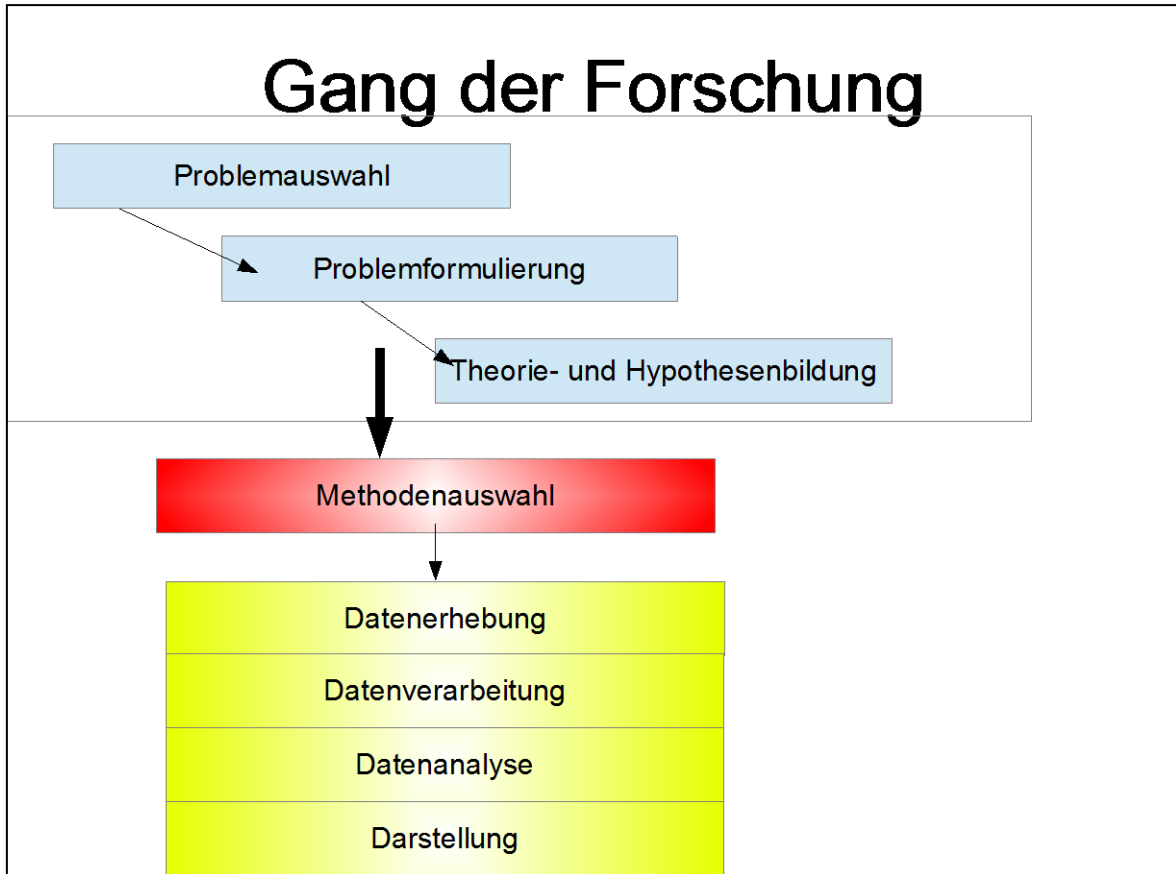 Gang der Forschung
Problemauswahl
Problemformulierung
Theorie- und Hypothesenbildung
Methodenauswahl
Datenerhebung
Datenverarbeitung
Datenanalyse
Darstellung